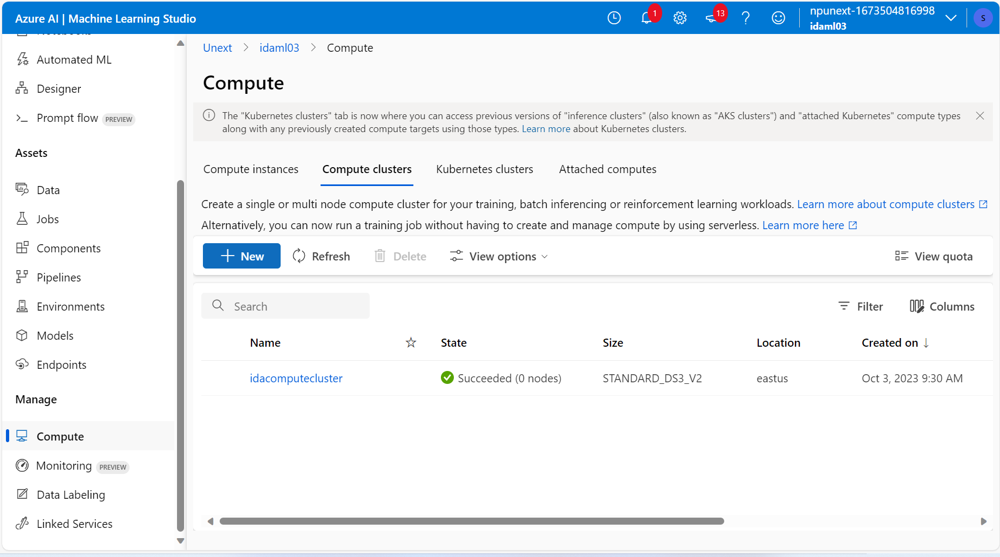 Azure AI | Machine Learning Studio
1
13
npunext-1673504816998
idaml03
S
Automated ML
Designer
Prompt flow PREVIEW
Assets
Data
Jobs
Components
Pipelines
Environments
Models
Endpoints
Manage
Compute
Monitoring PREVIEW
Data Labeling
Linked Services
Unext > idaml03 > Compute
Compute
The "Kubernetes clusters" tab is now where you can access previous versions of "inference clusters" (also known as "AKS clusters") and "attached Kubernetes" compute types
along with any previously created compute targets using those types. Learn more about Kubernetes clusters.
Compute instances Compute clusters Kubernetes clusters Attached computes
Create a single or multi node compute cluster for your training, batch inferencing or reinforcement learning workloads. Learn more about compute clusters
Alternatively, you can now run a training job without having to create and manage compute by using serverless. Learn more here
New Refresh Delete View options View quota
Search Filter Columns
Name State Size Location Created on
idacomputecluster Succeeded (0 nodes) STANDARD_DS3_V2 eastus Oct 3, 2023 9:30 AM